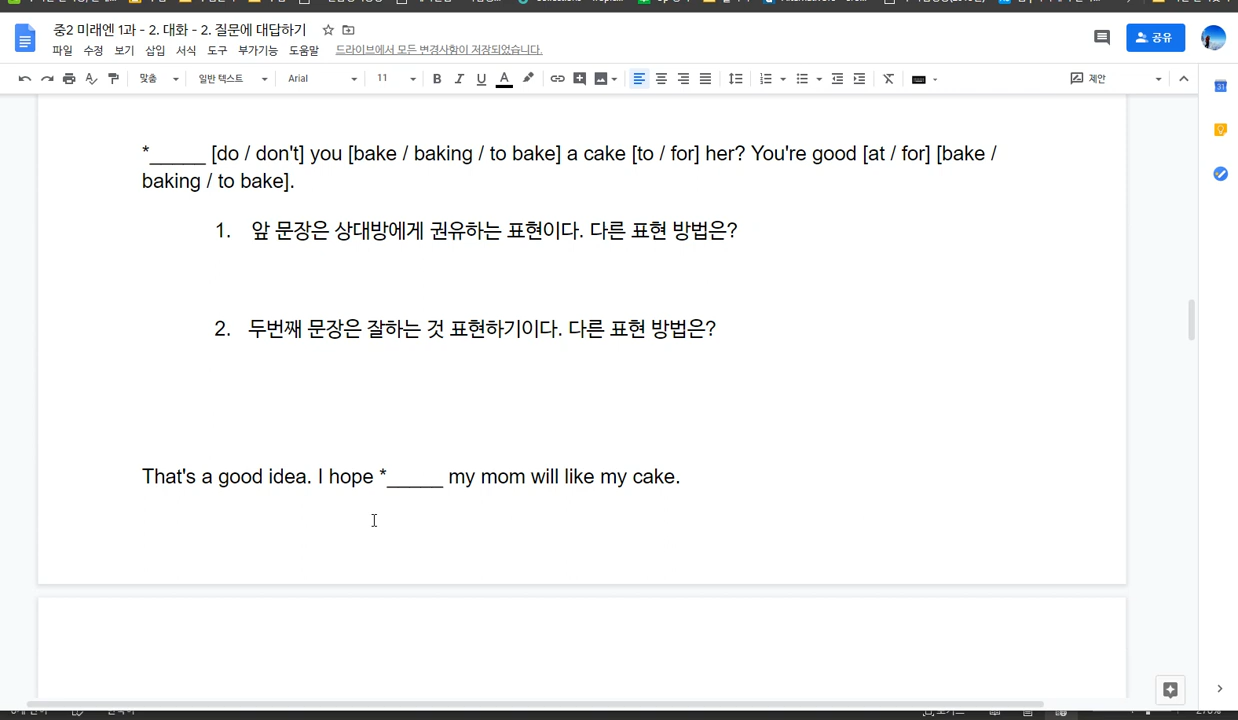 중2 미래엔 1과 - 2. 대화 - 2. 질문에 대답하기
공유
파일 수정 보기 삽입 서식 도구 부가기능 도움말 드라이브에서 모든 변경사항이 저장되었습니다.
맞춤 일반 텍스트 Arial 11 B I U A 제안
*_____ [do / don't] you [bake / baking / to bake] a cake [to / for] her? You're good [at / for] [bake /
baking / to bake].
1. 앞 문장은 상대방에게 권유하는 표현이다. 다른 표현 방법은?
2. 두번째 문장은 잘하는 것 표현하기이다. 다른 표현 방법은?
That's a good idea. I hope *_____ my mom will like my cake.